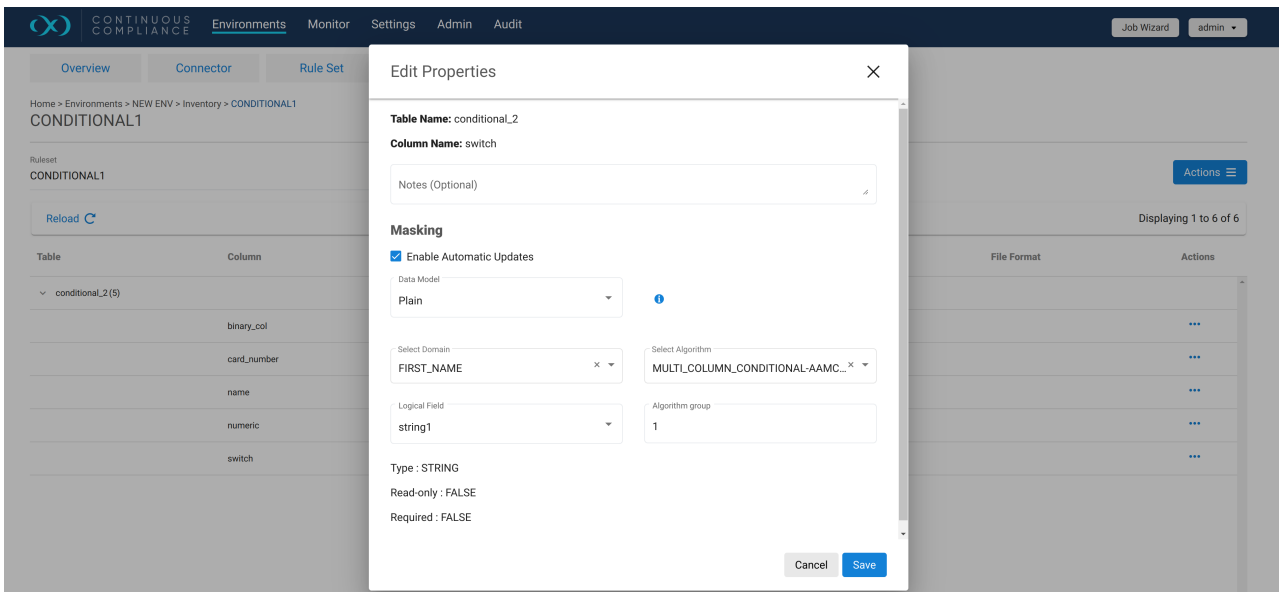 CONTINUOUS
COMPLIANCE
Environments Monitor Settings Admin Audit
Job Wizard admin
Overview Connector Rule Set
Home > Environments > NEW ENV > Inventory > CONDITIONAL1
CONDITIONAL1
Ruleset
CONDITIONAL1
Actions
Reload
Displaying 1 to 6 of 6
Table Column File Format Actions
conditional_2 (5)
binary_col
card_number
name
numeric
switch
Edit Properties
Table Name: conditional_2
Column Name: switch
Notes (Optional)
Masking
Enable Automatic Updates
Data Model
Plain
Select Domain
FIRST_NAME
Select Algorithm
MULTI_COLUMN_CONDITIONAL-AAMC...
Logical Field
string1
Algorithm group
1
Type : STRING
Read-only : FALSE
Required : FALSE
Cancel Save